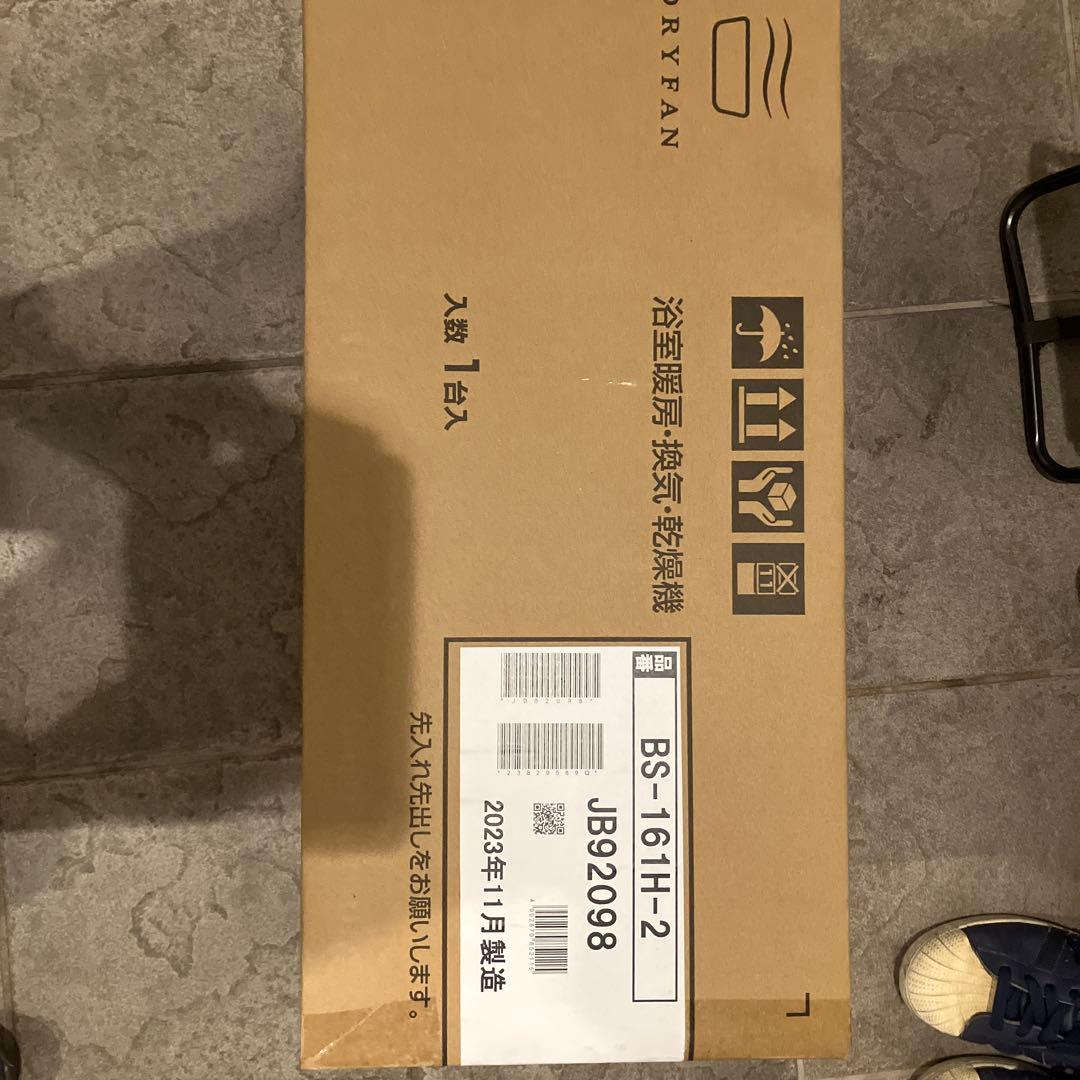 DRYFAN
浴室暖房・換気・乾燥機
入数 1台入
品番
BS-161H-2
JB92098
*JB92098*
2023年11月製造
先入れ先出しをお願いします。